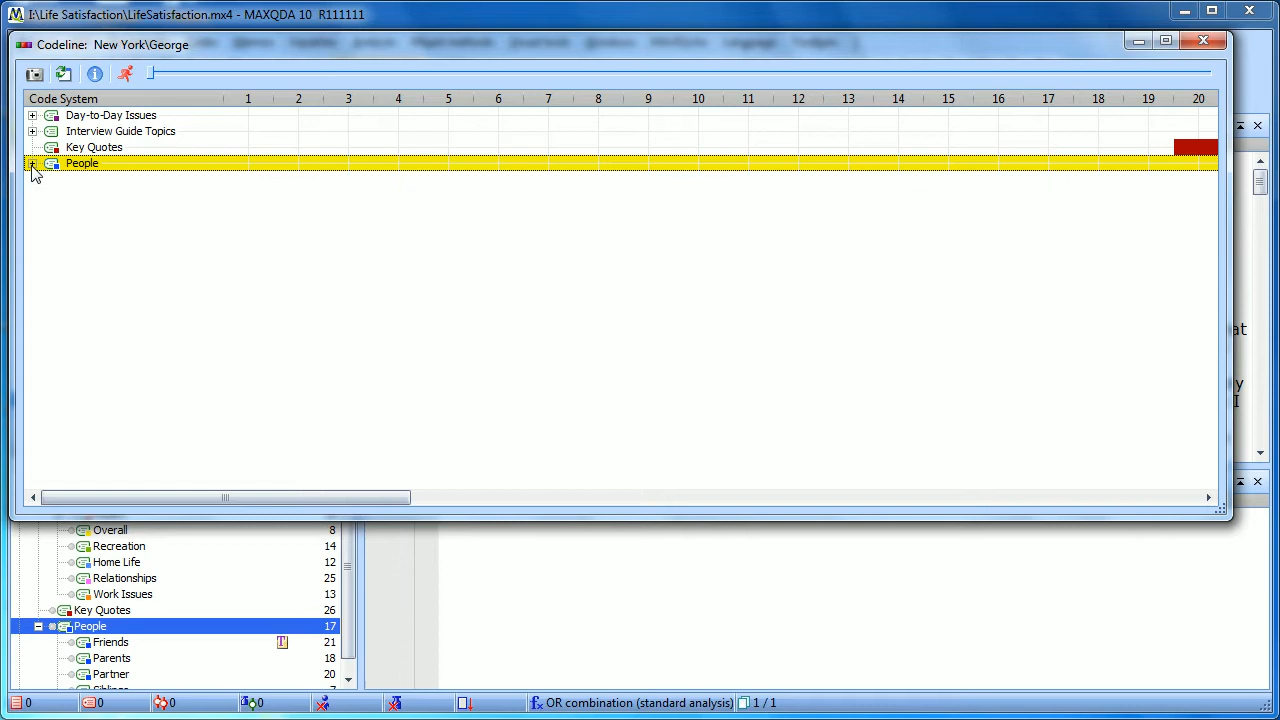 I:\Life Satisfaction\LifeSatisfaction.mx4 - MAXQDA 10 R111111
Codeline: New York\George
Code System 1 2 3 4 5 6 7 8 9 10 11 12 13 14 15 16 17 18 19 20
Day-to-Day Issues
Interview Guide Topics
Key Quotes
People
at
y
I
Overall 8
Recreation 14
Home Life 12
Relationships 25
Work Issues 13
Key Quotes 26
People 17
Friends T 21
Parents 18
Partner 20
0 0 0 0 OR combination (standard analysis) 1 / 1